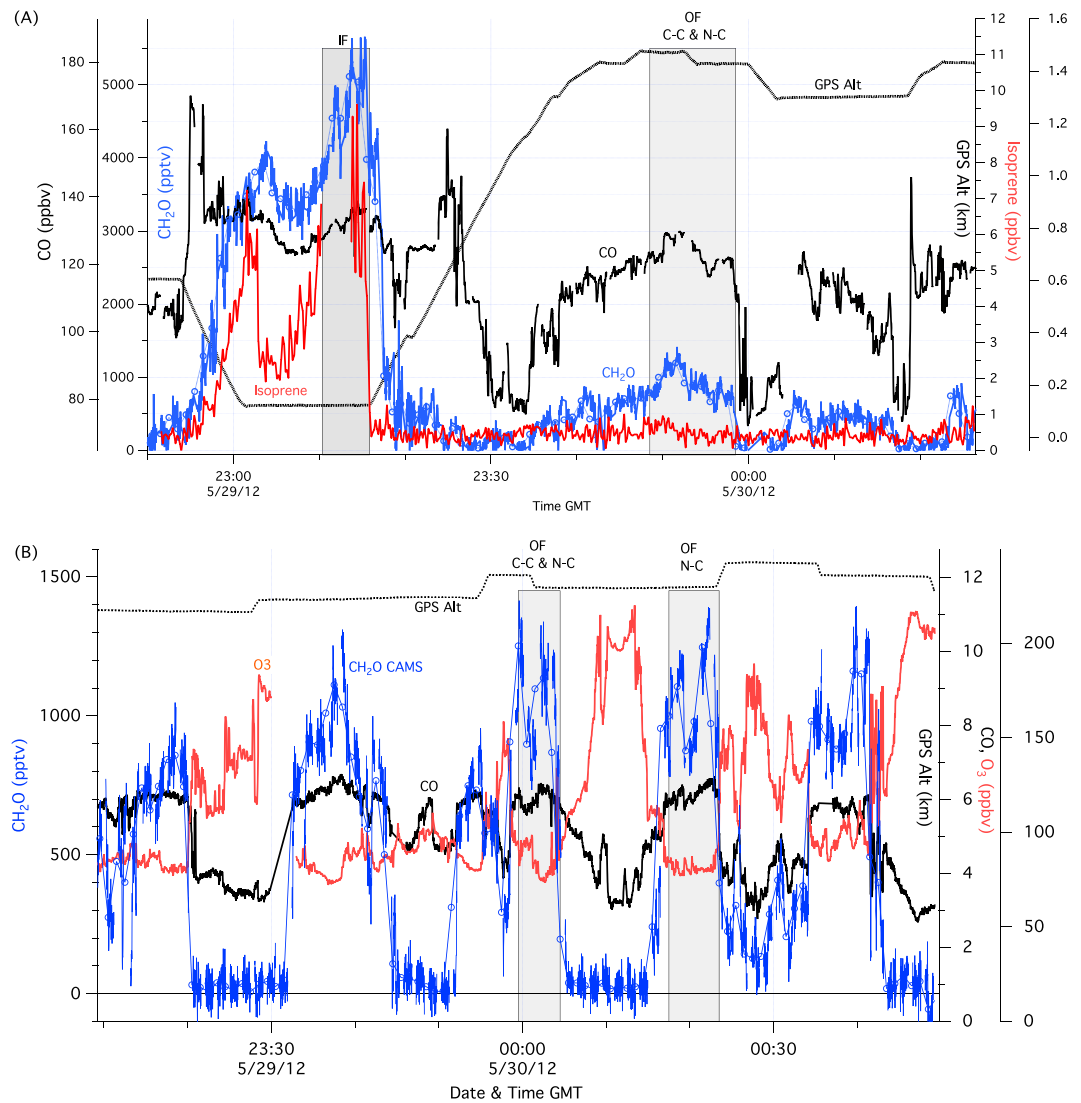 (A)
OF
C-C & N-C
IF
GPS Alt
CO
CH2O
Isoprene
CO (ppbv)
180
160
140
120
100
80
CH2O (pptv)
5000
4000
3000
2000
1000
0
GPS Alt (km)
12
11
10
9
8
7
6
5
4
3
2
1
0
Isoprene (ppbv)
1.6
1.4
1.2
1.0
0.8
0.6
0.4
0.2
0.0
23:00
5/29/12
23:30
00:00
5/30/12
Time GMT
(B)
OF
C-C & N-C
OF
N-C
GPS Alt
O3
CH2O CAMS
CO
CH2O (pptv)
1500
1000
500
0
GPS Alt (km)
12
10
8
6
4
2
0
CO, O3 (ppbv)
200
150
100
50
0
23:30
5/29/12
00:00
5/30/12
00:30
Date & Time GMT